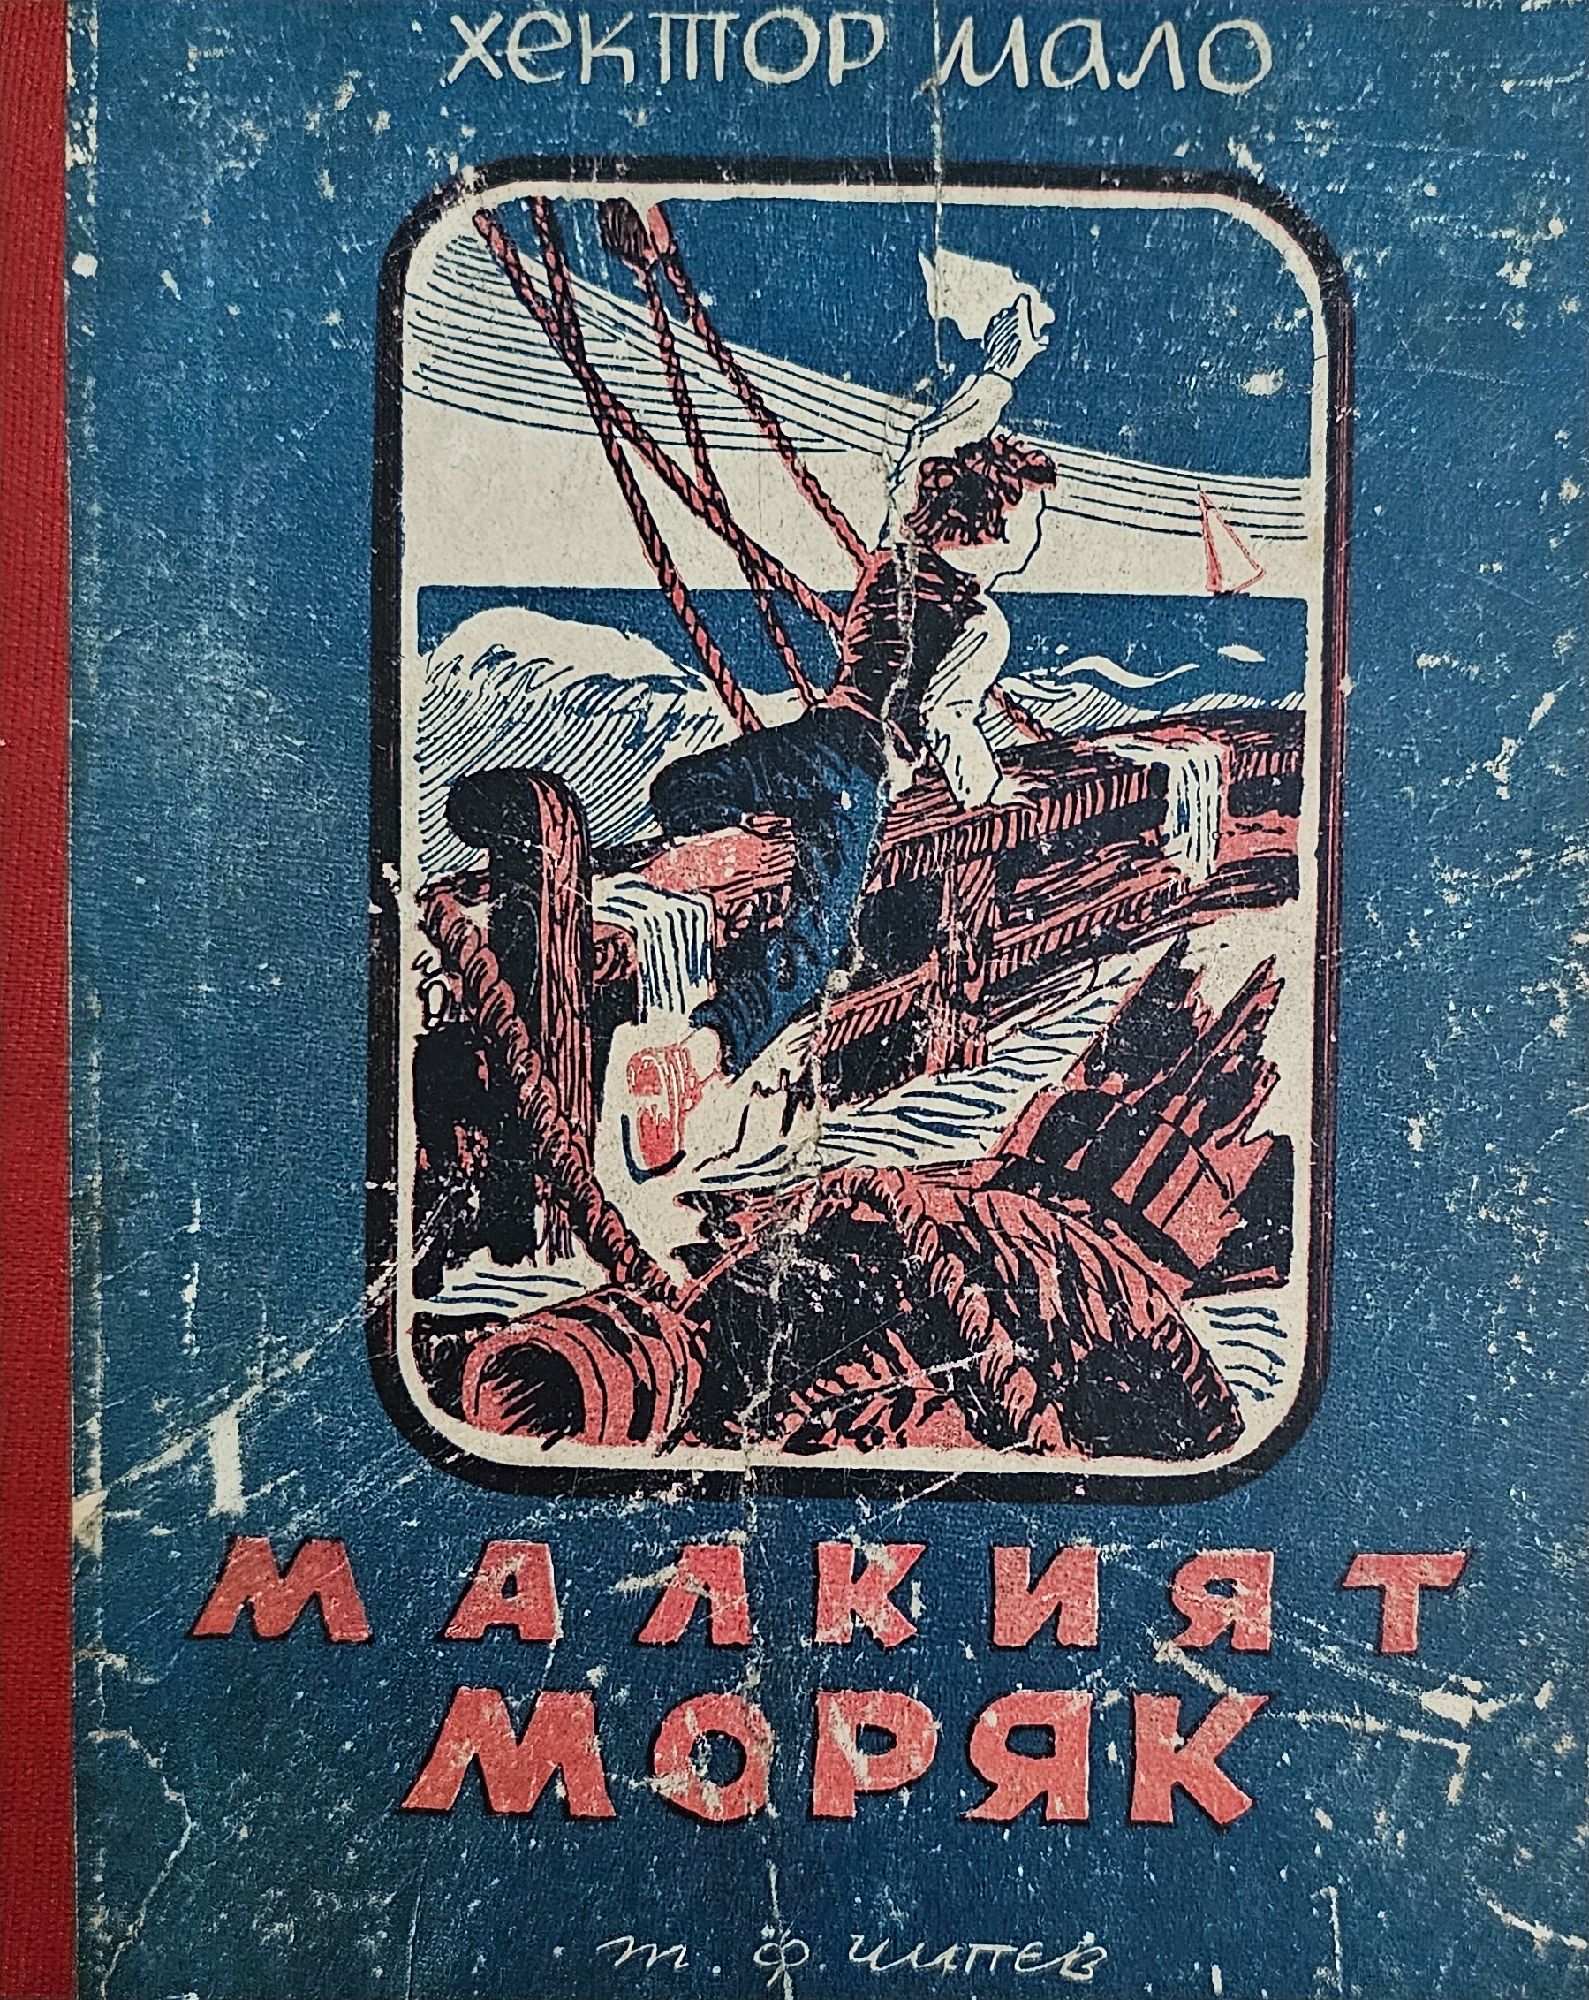 Хектор Мало
МАЛКИЯТ
МОРЯК
Т. Ф. ЧИПЕВ